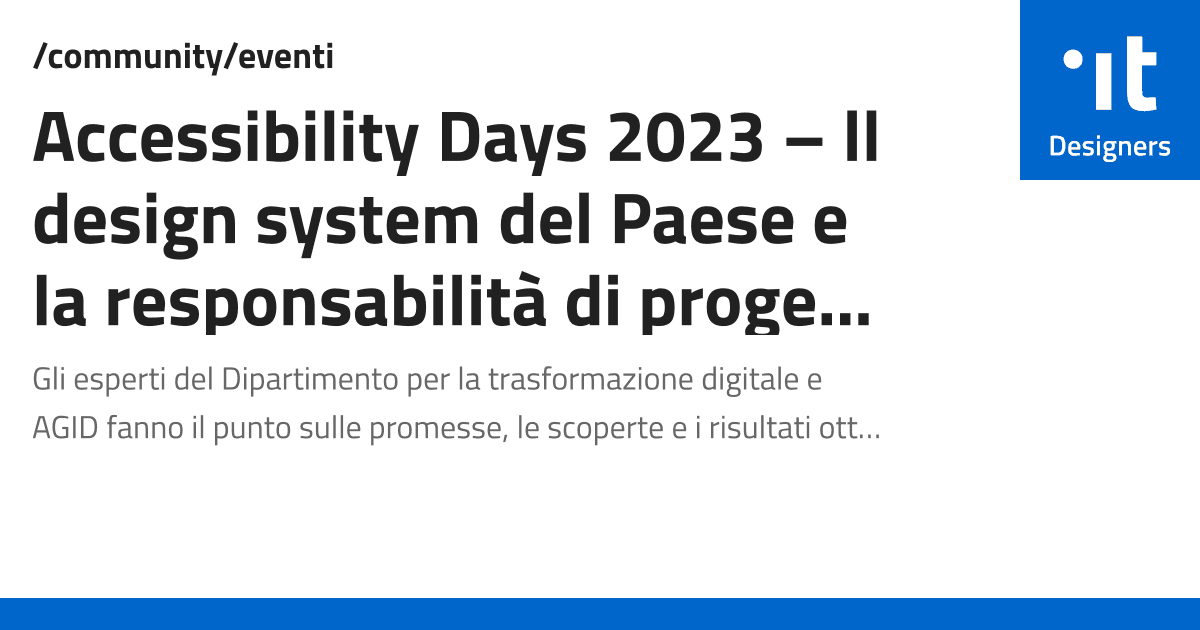 /community/eventi
Accessibility Days 2023 – Il
design system del Paese e
la responsabilità di proge...
Gli esperti del Dipartimento per la trasformazione digitale e
AGID fanno il punto sulle promesse, le scoperte e i risultati ott...
it
Designers